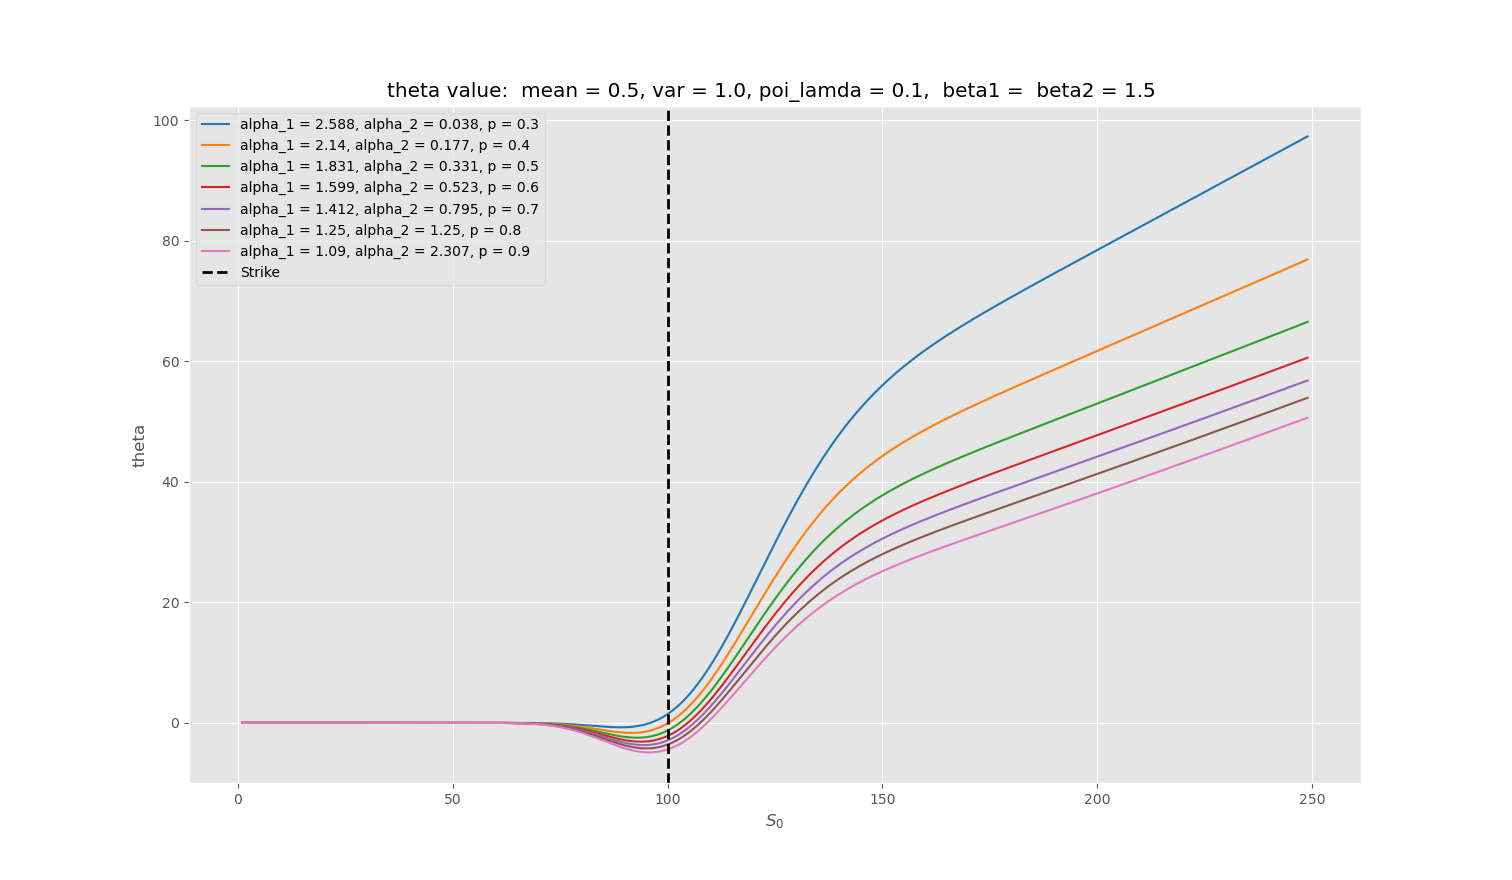 theta value:  mean = 0.5, var = 1.0, poi_lamda = 0.1,  beta1 =  beta2 = 1.5
alpha_1 = 2.588, alpha_2 = 0.038, p = 0.3
alpha_1 = 2.14, alpha_2 = 0.177, p = 0.4
alpha_1 = 1.831, alpha_2 = 0.331, p = 0.5
alpha_1 = 1.599, alpha_2 = 0.523, p = 0.6
alpha_1 = 1.412, alpha_2 = 0.795, p = 0.7
alpha_1 = 1.25, alpha_2 = 1.25, p = 0.8
alpha_1 = 1.09, alpha_2 = 2.307, p = 0.9
Strike
100
80
60
40
20
0
theta
0
50
100
150
200
250
S₀